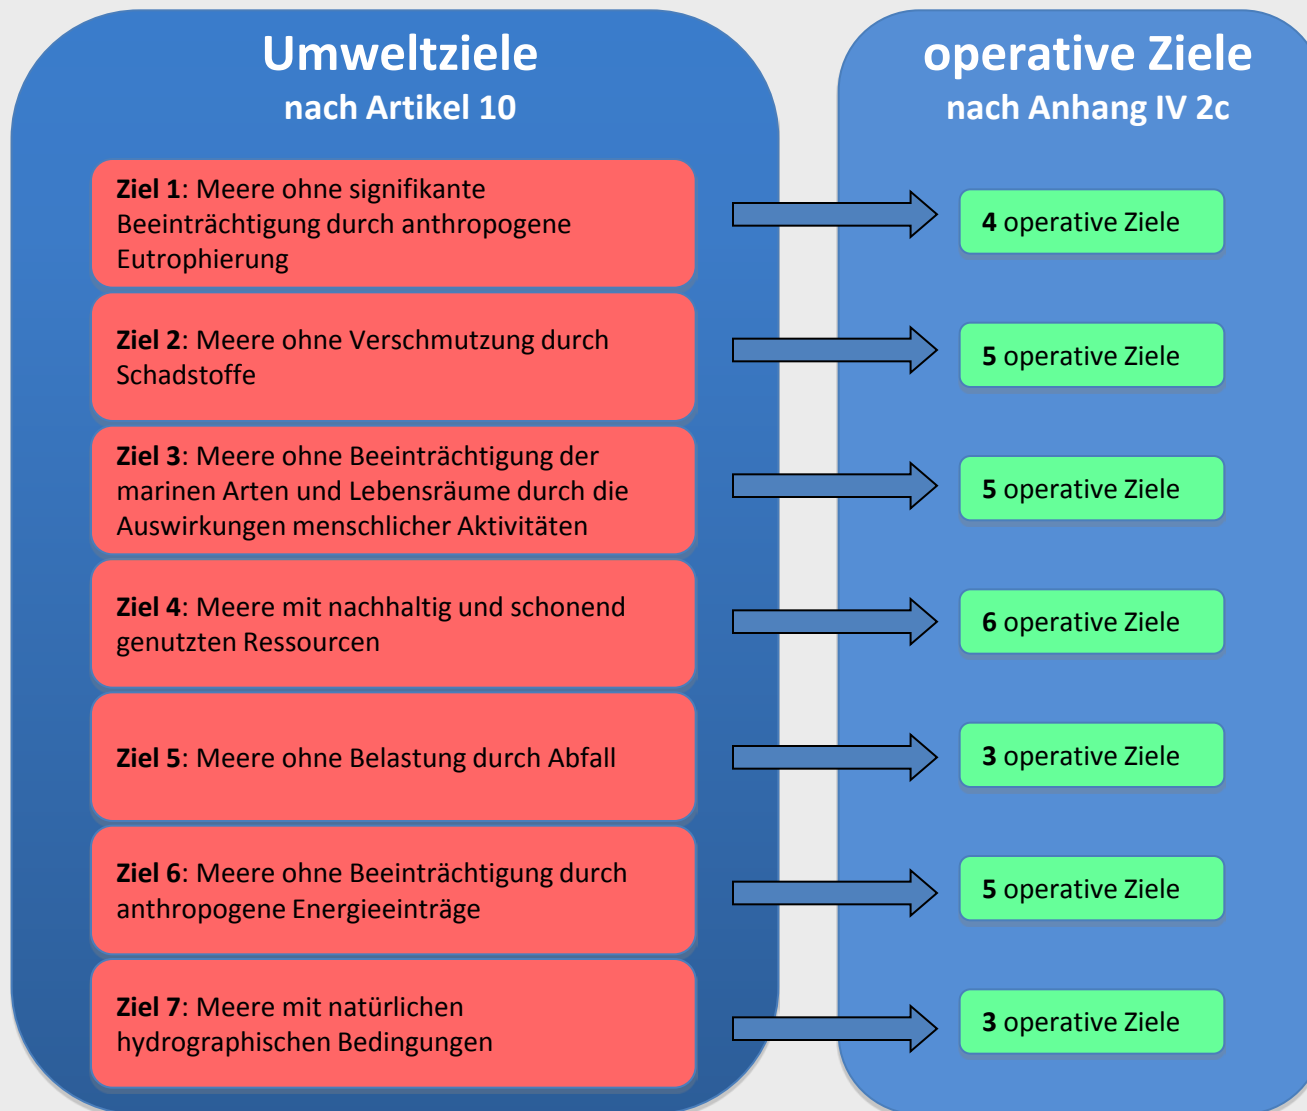 Umweltziele
nach Artikel 10
operative Ziele
nach Anhang IV 2c
Ziel 1: Meere ohne signifikante
Beeinträchtigung durch anthropogene
Eutrophierung
4 operative Ziele
Ziel 2: Meere ohne Verschmutzung durch
Schadstoffe
5 operative Ziele
Ziel 3: Meere ohne Beeinträchtigung der
marinen Arten und Lebensräume durch die
Auswirkungen menschlicher Aktivitäten
5 operative Ziele
Ziel 4: Meere mit nachhaltig und schonend
genutzten Ressourcen
6 operative Ziele
Ziel 5: Meere ohne Belastung durch Abfall
3 operative Ziele
Ziel 6: Meere ohne Beeinträchtigung durch
anthropogene Energieeinträge
5 operative Ziele
Ziel 7: Meere mit natürlichen
hydrographischen Bedingungen
3 operative Ziele